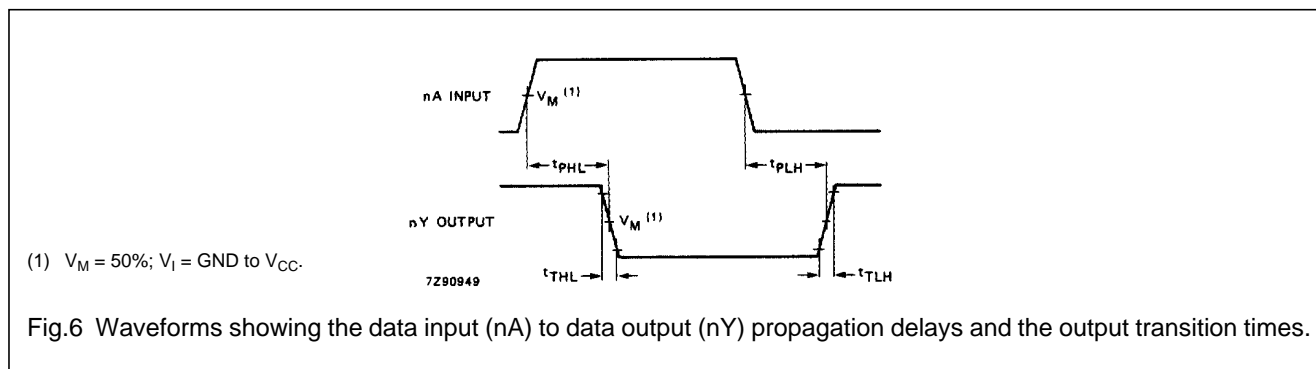 nA INPUT
V_M (1)
t_PHL
t_PLH
nY OUTPUT
V_M (1)
(1) V_M = 50%; V_I = GND to V_CC.
7Z90949
t_THL
t_TLH
Fig.6 Waveforms showing the data input (nA) to data output (nY) propagation delays and the output transition times.